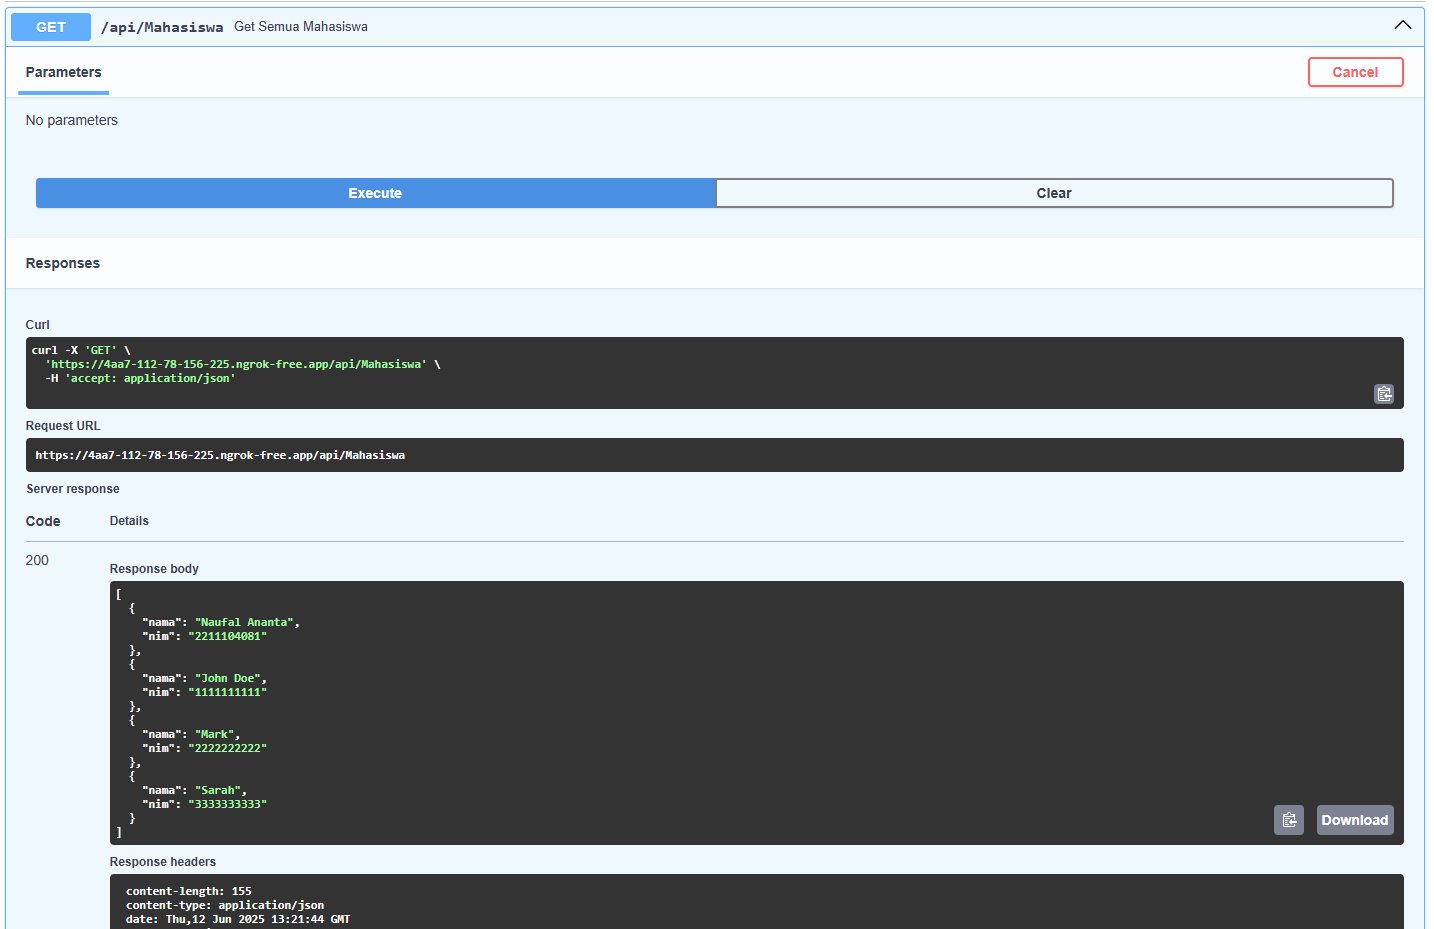 GET /api/Mahasiswa Get Semua Mahasiswa
Parameters
Cancel
No parameters
Execute
Clear
Responses
Curl
curl -X 'GET' \
  'https://4aa7-112-78-156-225.ngrok-free.app/api/Mahasiswa' \
  -H 'accept: application/json'
Request URL
https://4aa7-112-78-156-225.ngrok-free.app/api/Mahasiswa
Server response
Code Details
200
Response body
[
  {
    "nama": "Naufal Ananta",
    "nim": "2211104081"
  },
  {
    "nama": "John Doe",
    "nim": "1111111111"
  },
  {
    "nama": "Mark",
    "nim": "2222222222"
  },
  {
    "nama": "Sarah",
    "nim": "3333333333"
  }
]
Download
Response headers
content-length: 155
content-type: application/json
date: Thu,12 Jun 2025 13:21:44 GMT